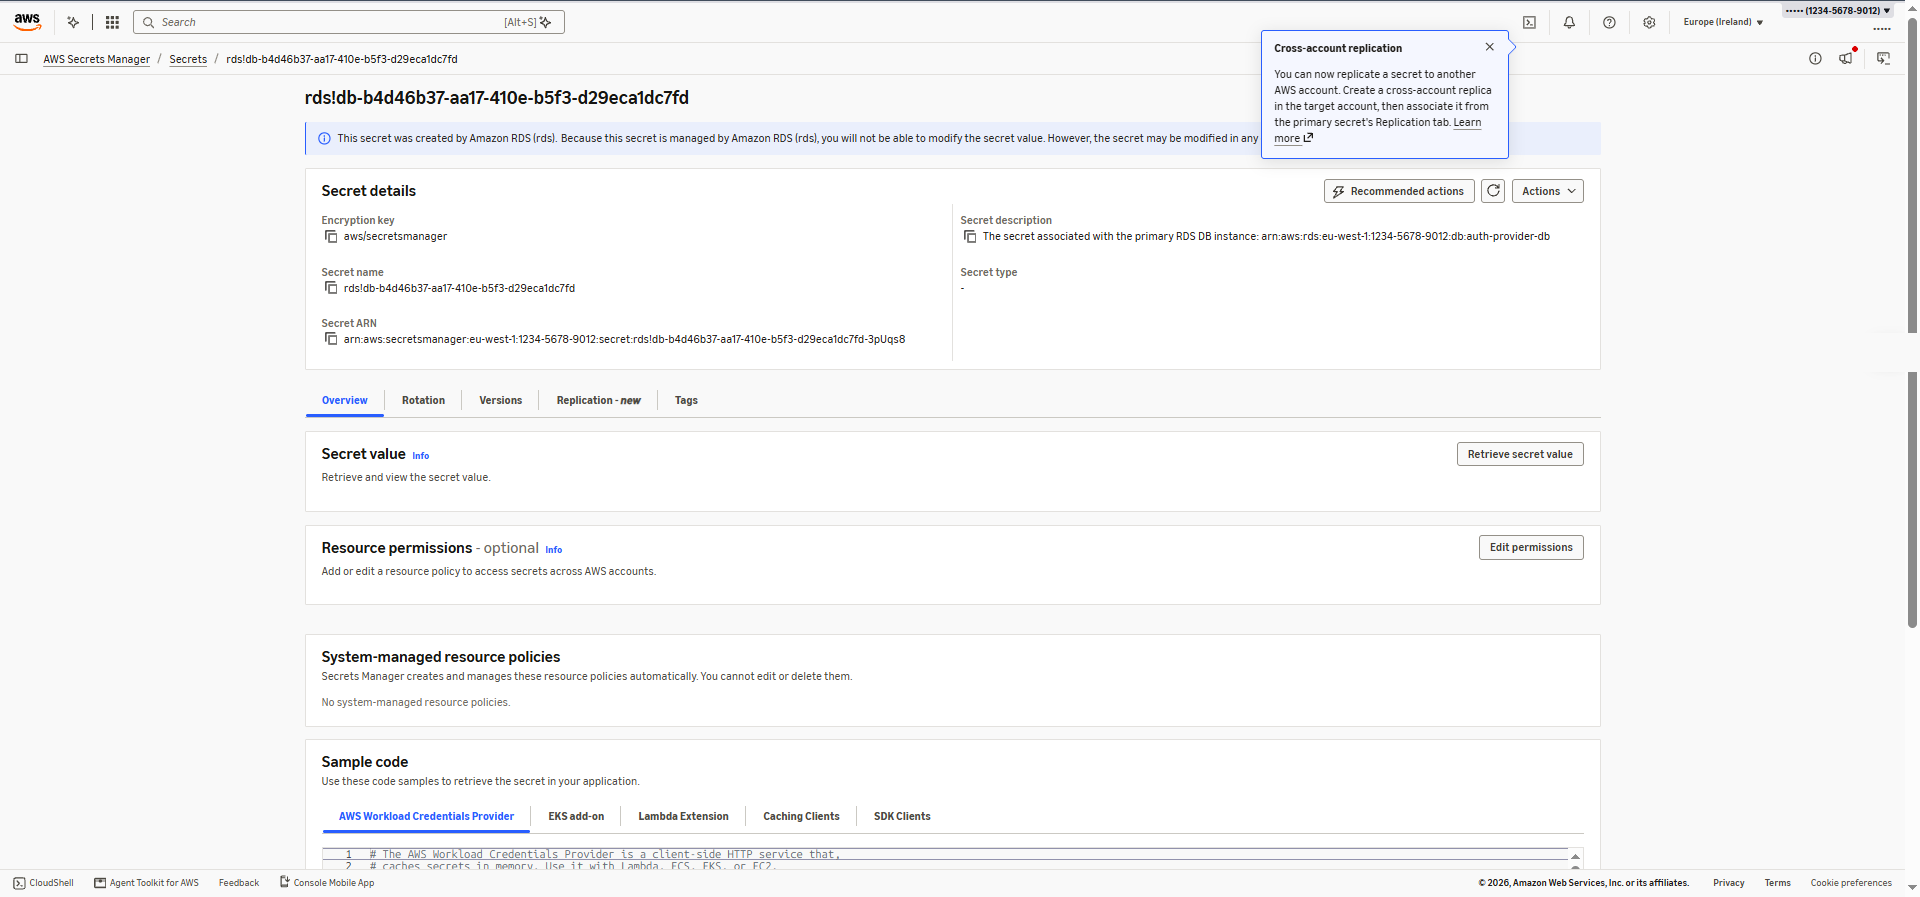 aws
Search [Alt+S]
Europe (Ireland)
••••• (1234-5678-9012)
•••••
AWS Secrets Manager / Secrets / rds!db-b4d46b37-aa17-410e-b5f3-d29eca1dc7fd
Cross-account replication
You can now replicate a secret to another
AWS account. Create a cross-account replica
in the target account, then associate it from
the primary secret's Replication tab. Learn
more
rds!db-b4d46b37-aa17-410e-b5f3-d29eca1dc7fd
This secret was created by Amazon RDS (rds). Because this secret is managed by Amazon RDS (rds), you will not be able to modify the secret value. However, the secret may be modified in any
Secret details
Recommended actions
Actions
Encryption key
aws/secretsmanager
Secret name
rds!db-b4d46b37-aa17-410e-b5f3-d29eca1dc7fd
Secret ARN
arn:aws:secretsmanager:eu-west-1:1234-5678-9012:secret:rds!db-b4d46b37-aa17-410e-b5f3-d29eca1dc7fd-3pUqs8
Secret description
The secret associated with the primary RDS DB instance: arn:aws:rds:eu-west-1:1234-5678-9012:db:auth-provider-db
Secret type
-
Overview Rotation Versions Replication - new Tags
Secret value Info
Retrieve secret value
Retrieve and view the secret value.
Resource permissions - optional Info
Edit permissions
Add or edit a resource policy to access secrets across AWS accounts.
System-managed resource policies
Secrets Manager creates and manages these resource policies automatically. You cannot edit or delete them.
No system-managed resource policies.
Sample code
Use these code samples to retrieve the secret in your application.
AWS Workload Credentials Provider EKS add-on Lambda Extension Caching Clients SDK Clients
1 # The AWS Workload Credentials Provider is a client-side HTTP service that,
2 # caches secrets in memory. Use it with Lambda, ECS, EKS, or EC2.
CloudShell Agent Toolkit for AWS Feedback Console Mobile App
© 2026, Amazon Web Services, Inc. or its affiliates. Privacy Terms Cookie preferences